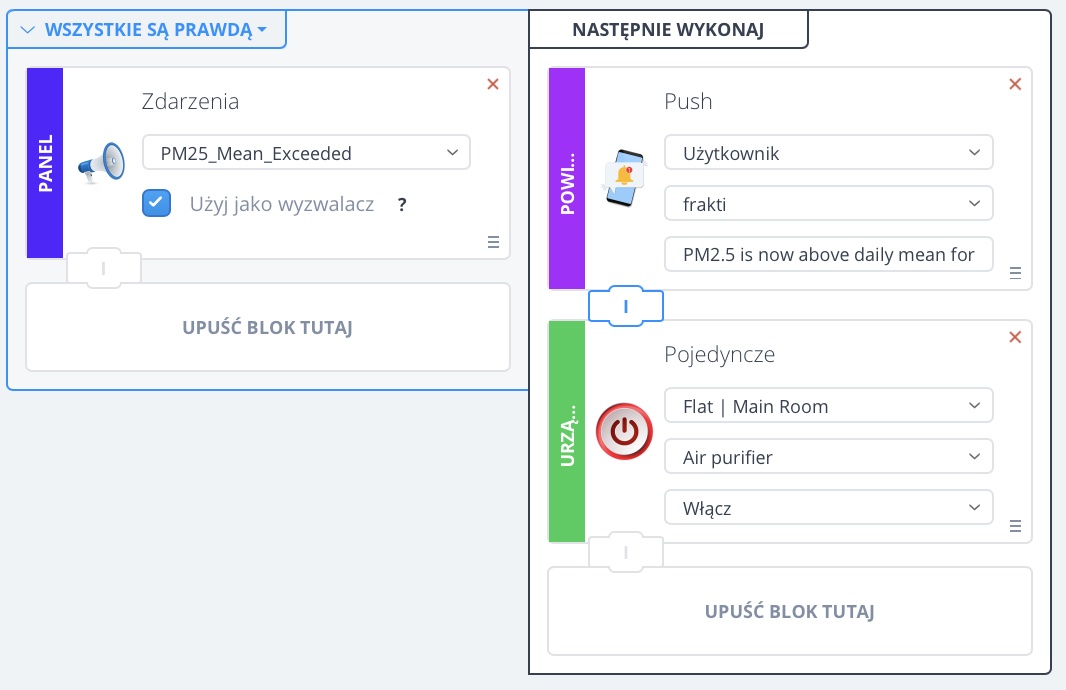 WSZYSTKIE SĄ PRAWDĄ
PANEL
Zdarzenia
PM25_Mean_Exceeded
Użyj jako wyzwalacz ?
I
UPUŚĆ BLOK TUTAJ
NASTĘPNIE WYKONAJ
POWI...
Push
Użytkownik
frakti
PM2.5 is now above daily mean for
I
URZĄ...
Pojedyncze
Flat | Main Room
Air purifier
Włącz
I
UPUŚĆ BLOK TUTAJ